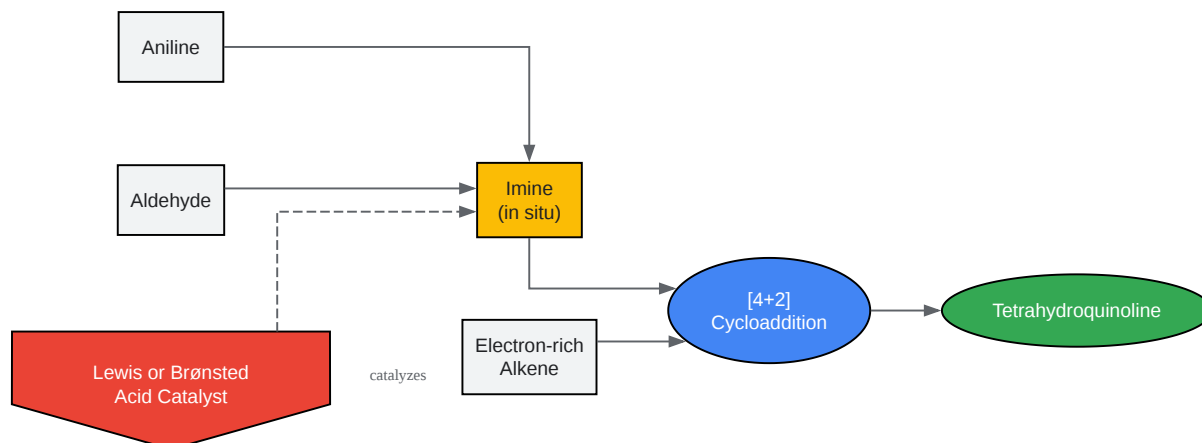 Aniline
Aldehyde
Imine
(in situ)
[4+2]
Cycloaddition
Tetrahydroquinoline
Electron-rich
Alkene
Lewis or Brønsted
Acid Catalyst
catalyzes